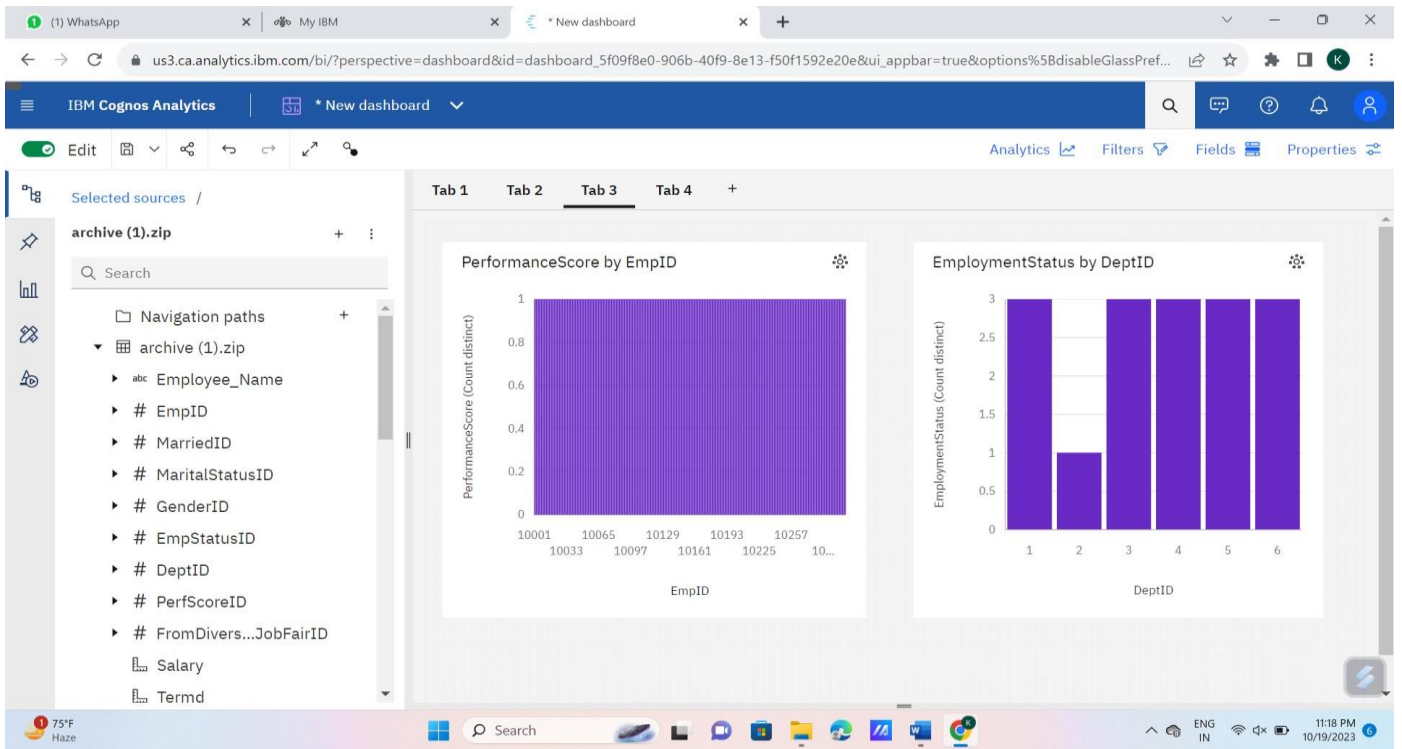 1 (1) WhatsApp
My IBM
* New dashboard
us3.ca.analytics.ibm.com/bi/?perspective=dashboard&id=dashboard_5f09f8e0-906b-40f9-8e13-f50f1592e20e&ui_appbar=true&options%5BdisableGlassPref...
K
IBM Cognos Analytics
* New dashboard
Edit
Analytics
Filters
Fields
Properties
Selected sources /
archive (1).zip
Search
Navigation paths
archive (1).zip
abc Employee_Name
# EmpID
# MarriedID
# MaritalStatusID
# GenderID
# EmpStatusID
# DeptID
# PerfScoreID
# FromDivers...JobFairID
Salary
Termd
Tab 1 Tab 2 Tab 3 Tab 4 +
PerformanceScore by EmpID
PerformanceScore (Count distinct)
1
0.8
0.6
0.4
0.2
0
10001 10065 10129 10193 10257
10033 10097 10161 10225 10...
EmpID
EmploymentStatus by DeptID
EmploymentStatus (Count distinct)
3
2.5
2
1.5
1
0.5
0
1 2 3 4 5 6
DeptID
1
75°F
Haze
Search
K
ENG
IN
11:18 PM
10/19/2023
6